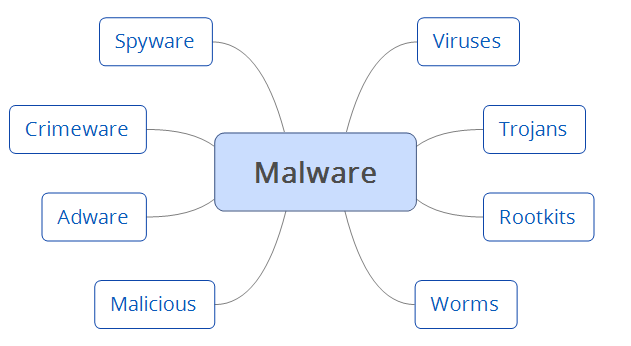 Spyware
Viruses
Crimeware
Trojans
Malware
Adware
Rootkits
Malicious
Worms